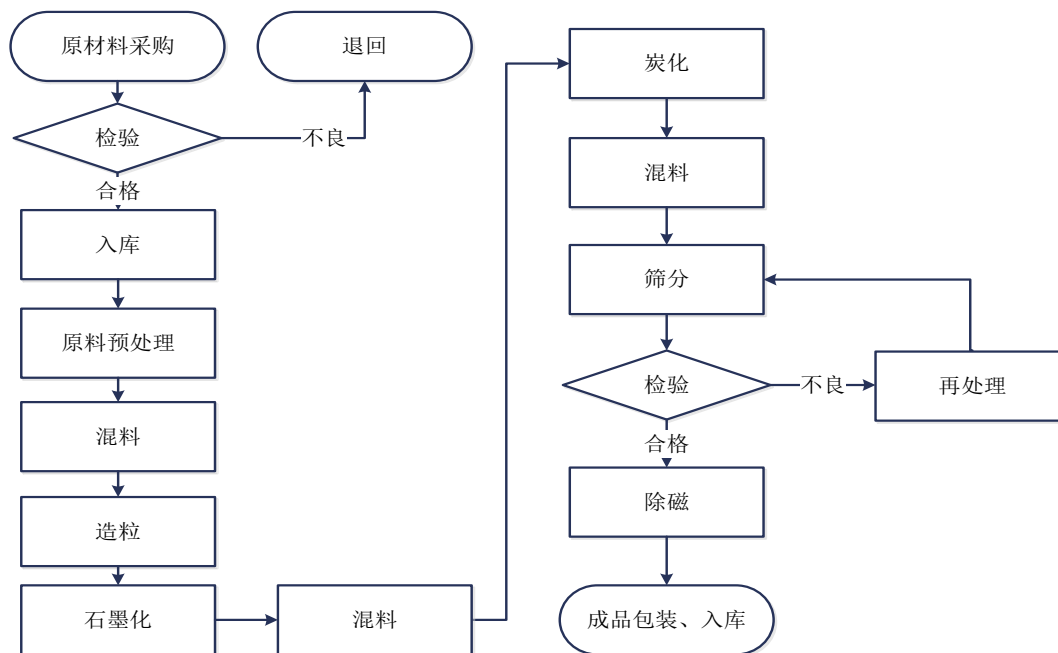 原材料采购
退回
检验
不良
合格
入库
原料预处理
混料
造粒
石墨化
混料
炭化
混料
筛分
检验
不良
再处理
合格
除磁
成品包装、入库